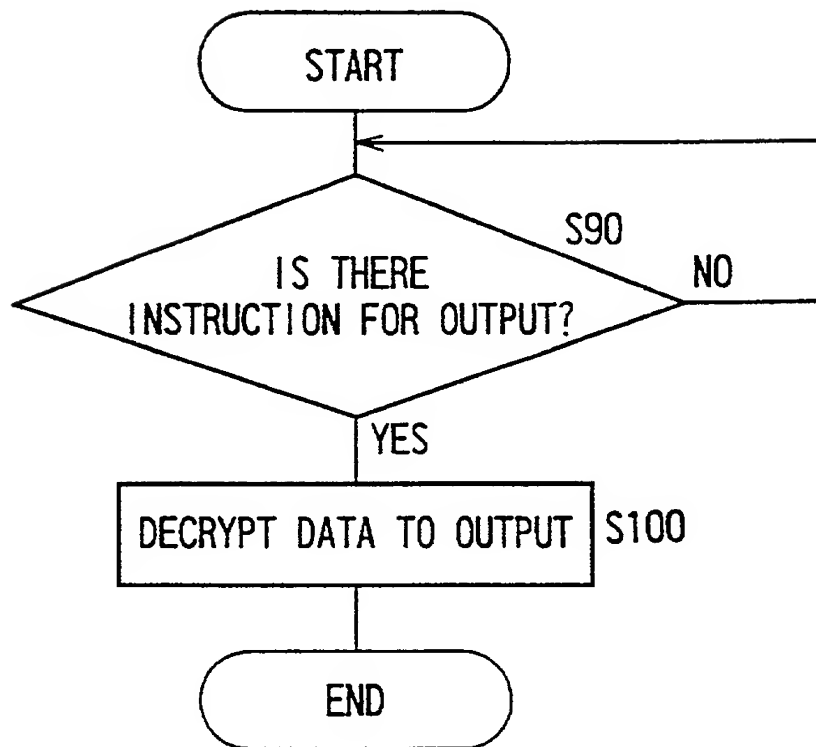 START
S90
IS THERE
INSTRUCTION FOR OUTPUT?
NO
YES
DECRYPT DATA TO OUTPUT
S100
END